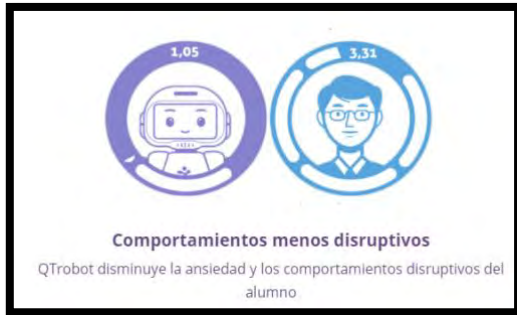 1,05
3,31
Comportamientos menos disruptivos
QTrobot disminuye la ansiedad y los comportamientos disruptivos del
alumno